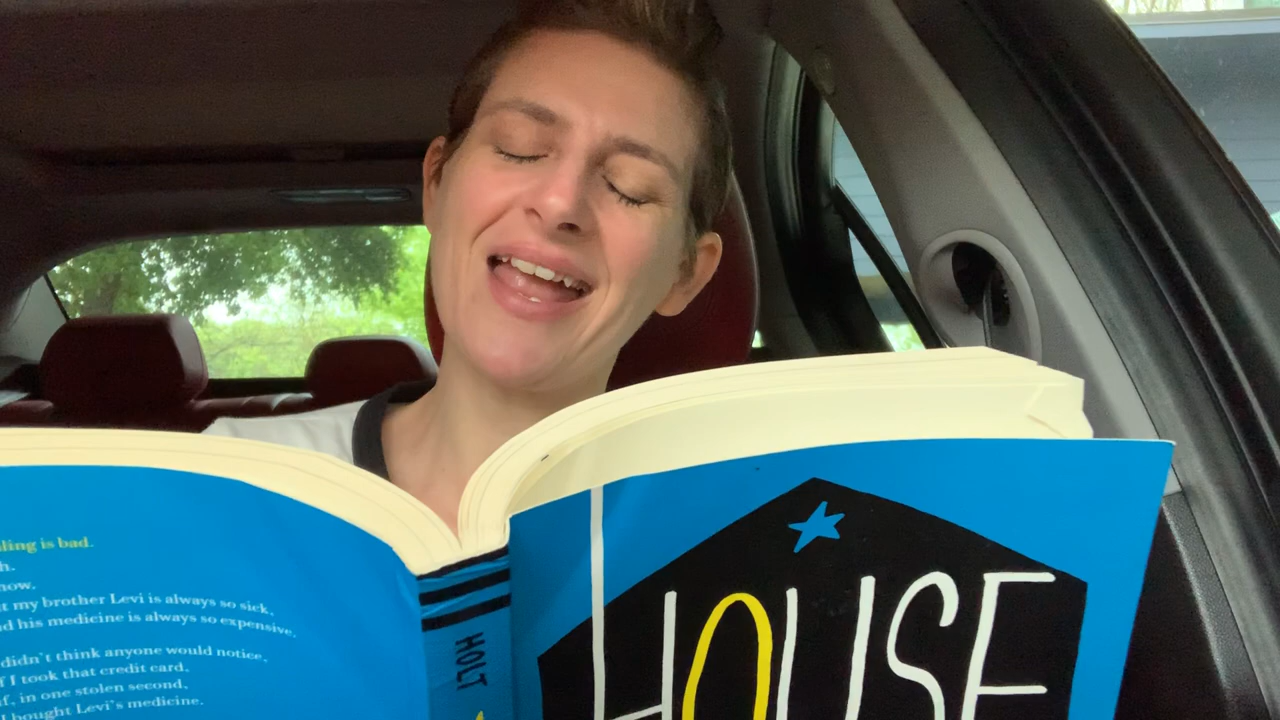 ling is bad.
h.
now.
t my brother Levi is always so sick,
d his medicine is always so expensive.
didn't think anyone would notice,
f I took that credit card.
f, in one stolen second,
I bought Levi's medicine.
HOLT
HOUSE